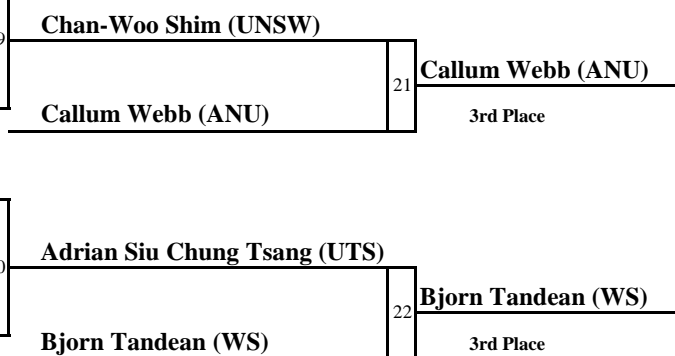 Chan-Woo Shim (UNSW)
21
Callum Webb (ANU)
Callum Webb (ANU)
3rd Place
Adrian Siu Chung Tsang (UTS)
22
Bjorn Tandean (WS)
Bjorn Tandean (WS)
3rd Place